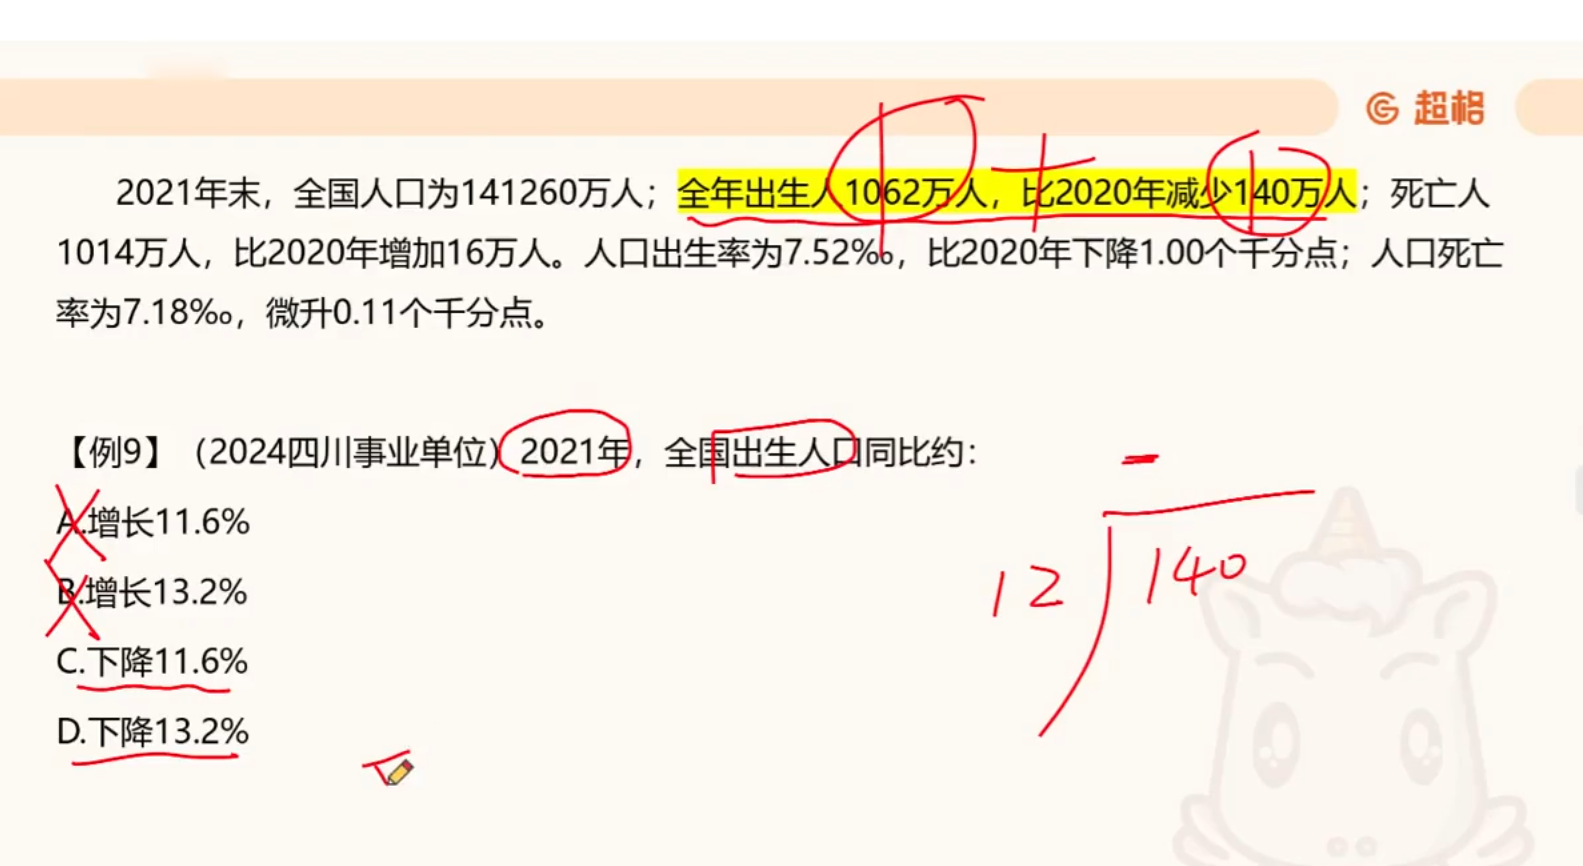 超格
2021年末，全国人口为141260万人；全年出生人1062万人，比2020年减少140万人；死亡人
1014万人，比2020年增加16万人。人口出生率为7.52‰，比2020年下降1.00个千分点；人口死亡
率为7.18‰，微升0.11个千分点。
【例9】（2024四川事业单位）2021年，全国出生人口同比约：
A.增长11.6%
B.增长13.2%
C.下降11.6%
D.下降13.2%
12 140